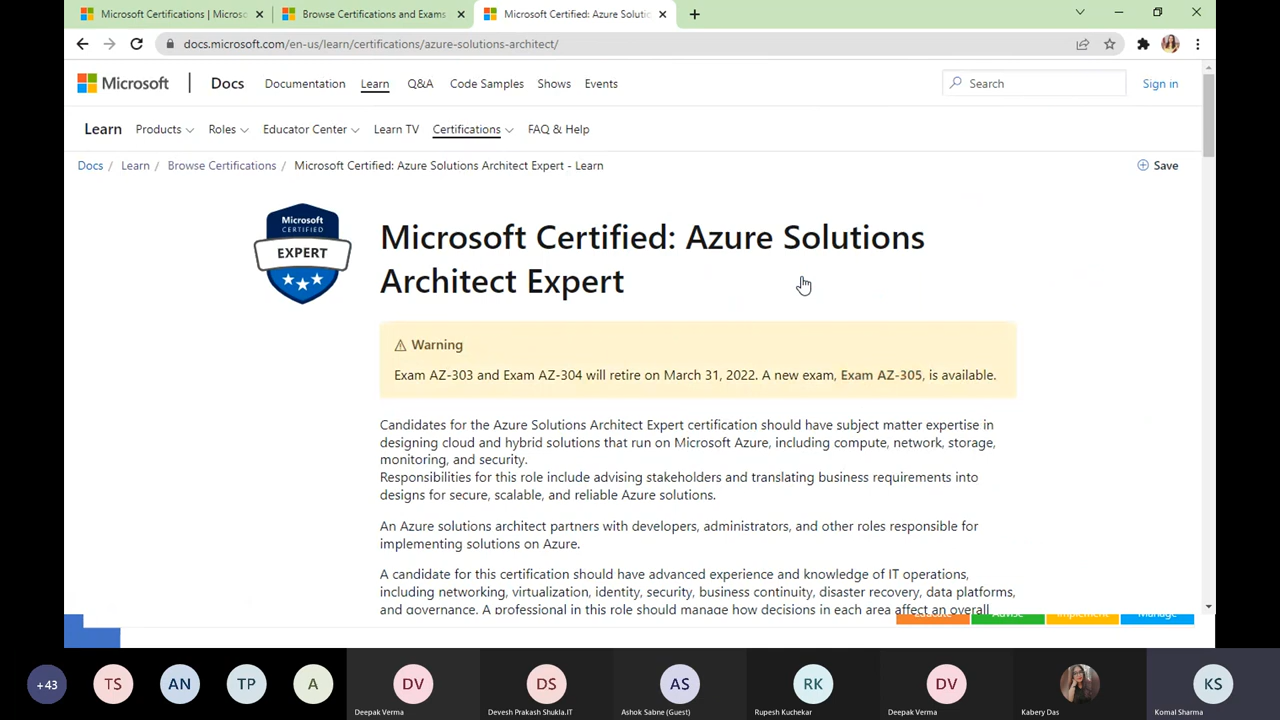 Microsoft Certifications | Microso
Browse Certifications and Exams
Microsoft Certified: Azure Solutio
docs.microsoft.com/en-us/learn/certifications/azure-solutions-architect/
Microsoft
Docs
Documentation
Learn
Q&A
Code Samples
Shows
Events
Search
Sign in
Learn
Products
Roles
Educator Center
Learn TV
Certifications
FAQ & Help
Docs / Learn / Browse Certifications / Microsoft Certified: Azure Solutions Architect Expert - Learn
Save
Microsoft
CERTIFIED
EXPERT
Microsoft Certified: Azure Solutions
Architect Expert
Warning
Exam AZ-303 and Exam AZ-304 will retire on March 31, 2022. A new exam, Exam AZ-305, is available.
Candidates for the Azure Solutions Architect Expert certification should have subject matter expertise in
designing cloud and hybrid solutions that run on Microsoft Azure, including compute, network, storage,
monitoring, and security.
Responsibilities for this role include advising stakeholders and translating business requirements into
designs for secure, scalable, and reliable Azure solutions.
An Azure solutions architect partners with developers, administrators, and other roles responsible for
implementing solutions on Azure.
A candidate for this certification should have advanced experience and knowledge of IT operations,
including networking, virtualization, identity, security, business continuity, disaster recovery, data platforms,
and governance. A professional in this role should manage how decisions in each area affect an overall
Advise
Implement
Manage
+43
TS
AN
TP
A
DV
Deepak Verma
DS
Devesh Prakash Shukla.IT
AS
Ashok Sabne (Guest)
RK
Rupesh Kuchekar
DV
Deepak Verma
Kabery Das
KS
Komal Sharma